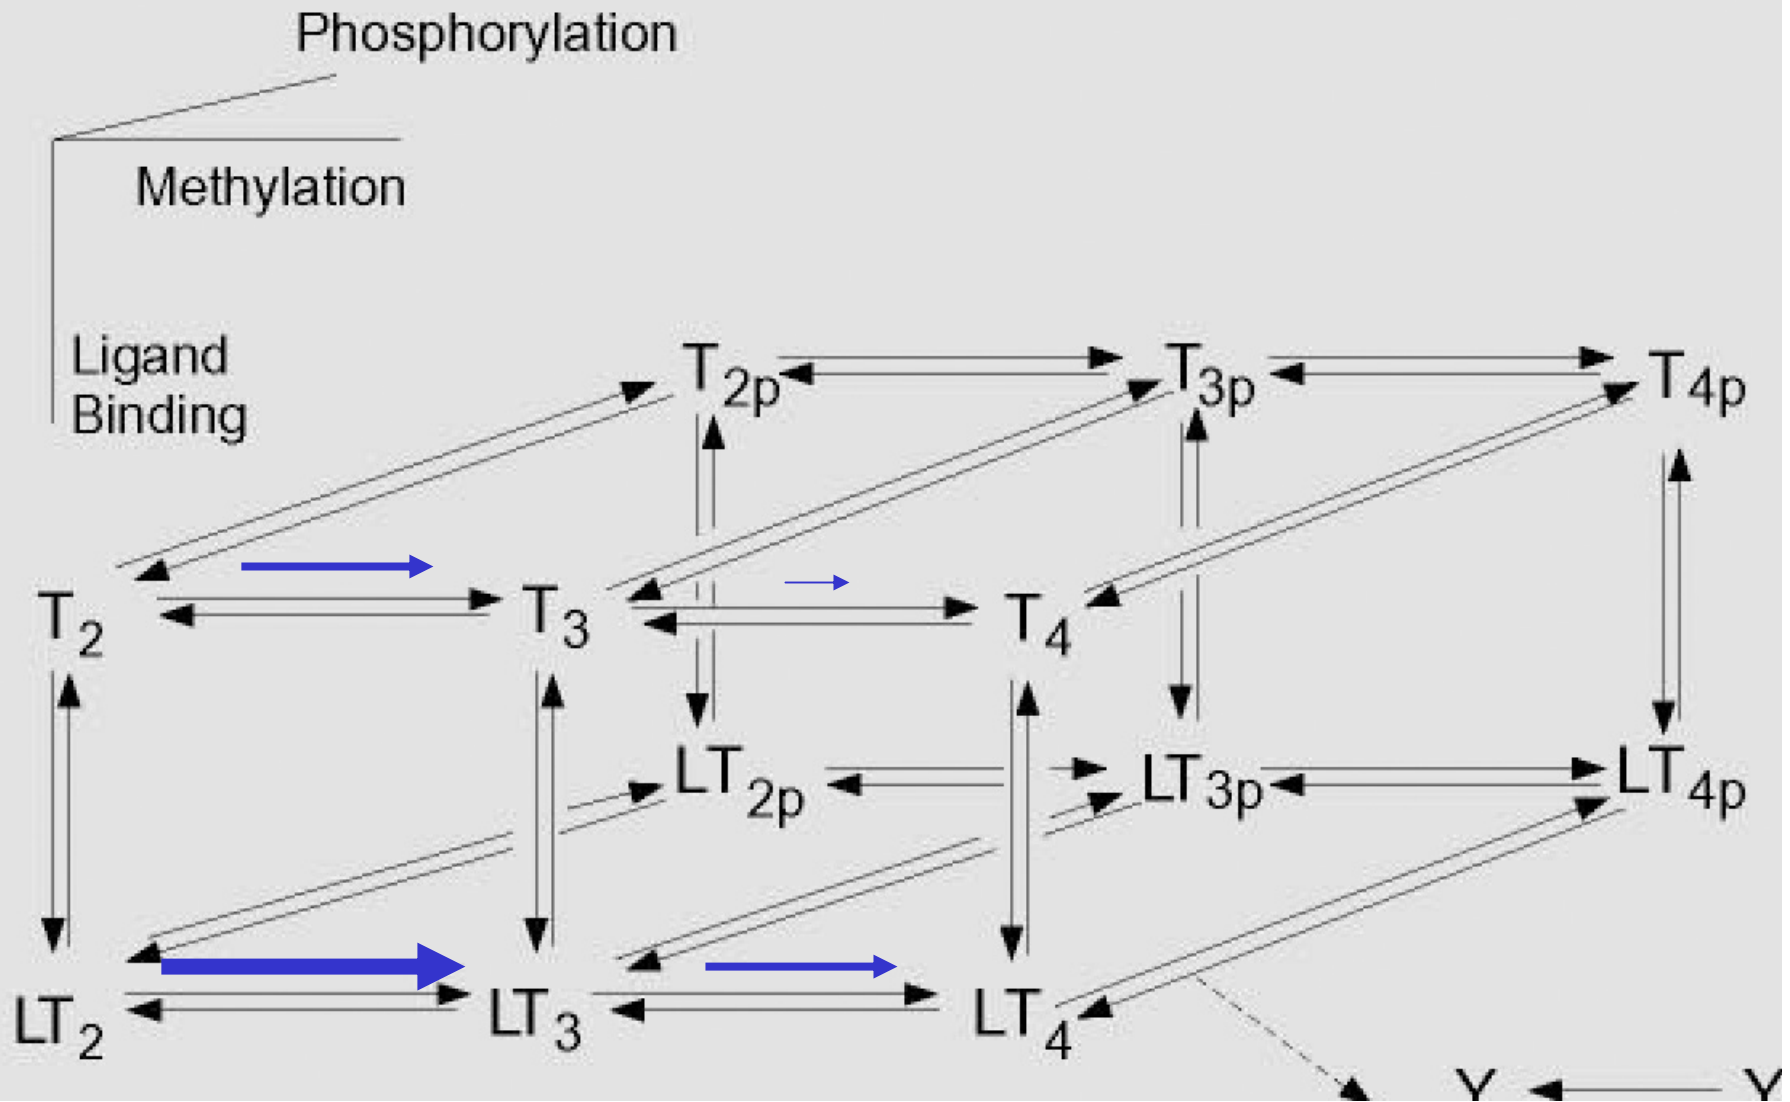 Phosphorylation
Methylation
Ligand
Binding
T2p T3p T4p
T2 T3 T4
LT2p LT3p LT4p
LT2 LT3 LT4
Y Y